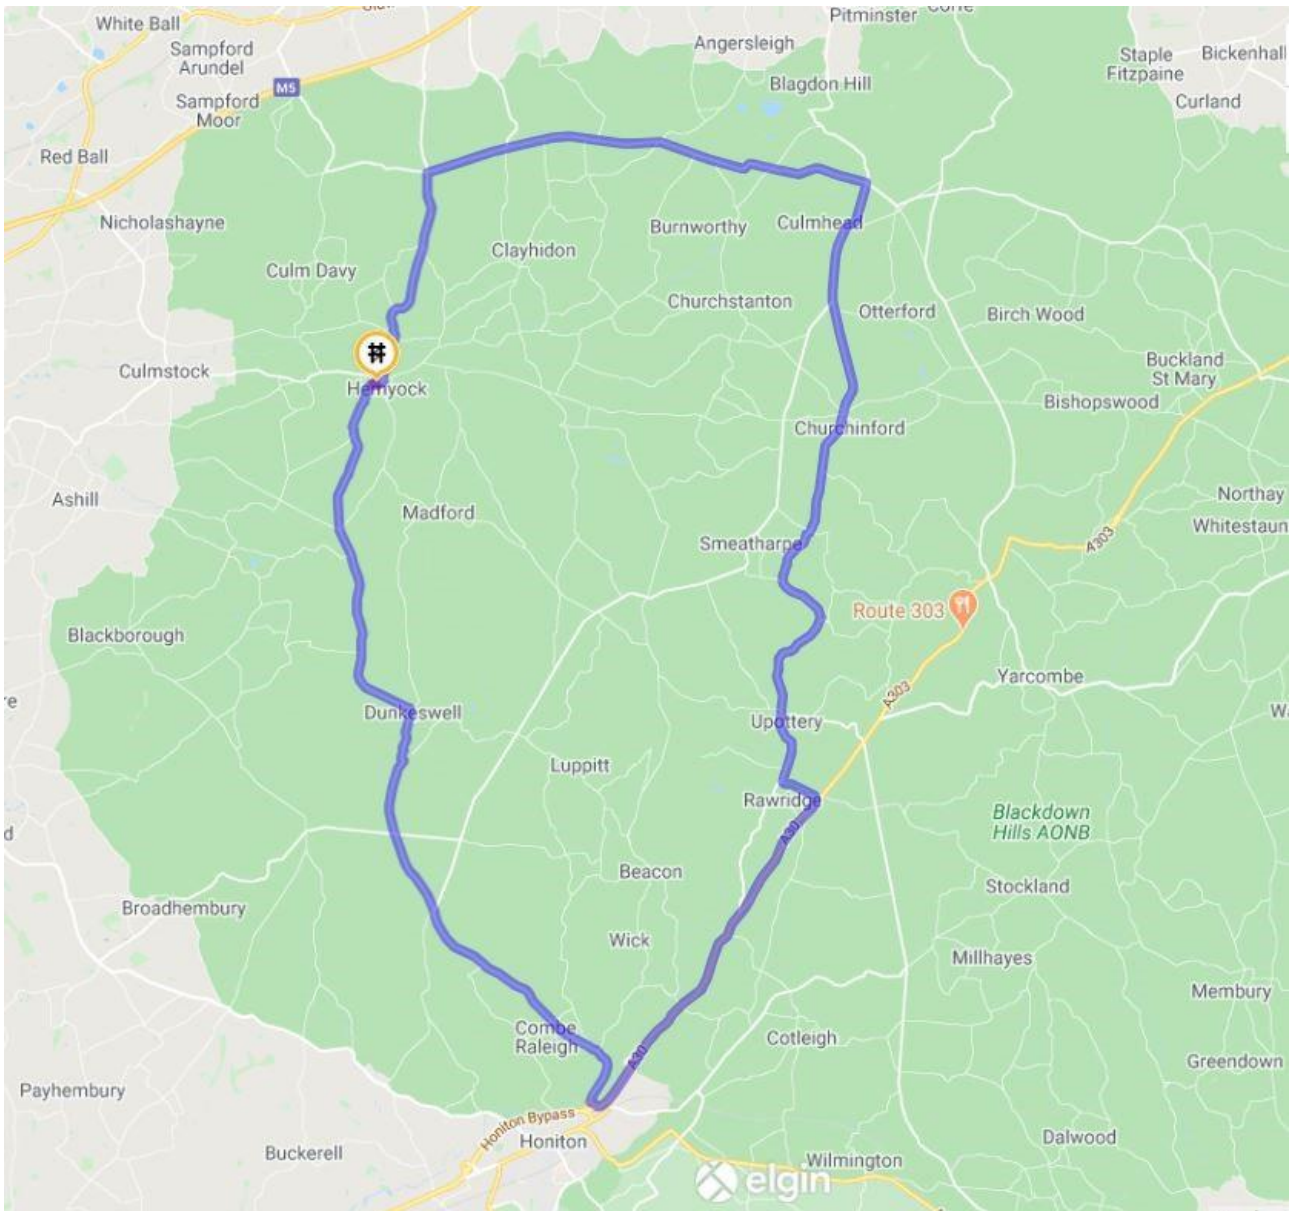 White Ball
Pitminster
Angersleigh
Sampford
Arundel
Staple
Fitzpaine
Bickenhall
M5
Blagdon Hill
Sampford
Moor
Curland
Red Ball
Nicholashayne
Burnworthy
Culmhead
Clayhidon
Culm Davy
Churchstanton
Otterford
Birch Wood
Culmstock
Buckland
St Mary
Hemyock
Bishopswood
Churchinford
Ashill
Northay
Madford
Whitestaun
Smeatharpe
A303
Route 303
Blackborough
Yarcombe
A303
re
Dunkeswell
Upottery
Wa
Luppitt
Rawridge
Blackdown
Hills AONB
d
A30
Beacon
Stockland
Broadhembury
Wick
Millhayes
Membury
Combe
Raleigh
Cotleigh
A30
Greendown
Payhembury
Honiton Bypass
Honiton
Dalwood
Buckerell
Wilmington
elgin